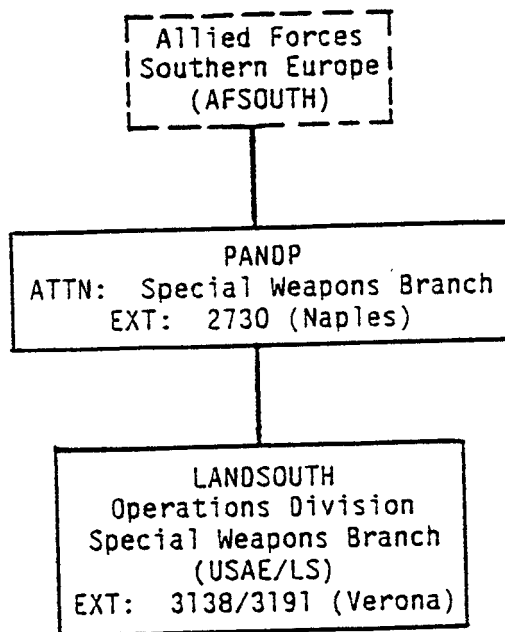 Allied Forces
Southern Europe
(AFSOUTH)
PANDP
ATTN: Special Weapons Branch
EXT: 2730 (Naples)
LANDSOUTH
Operations Division
Special Weapons Branch
(USAE/LS)
EXT: 3138/3191 (Verona)